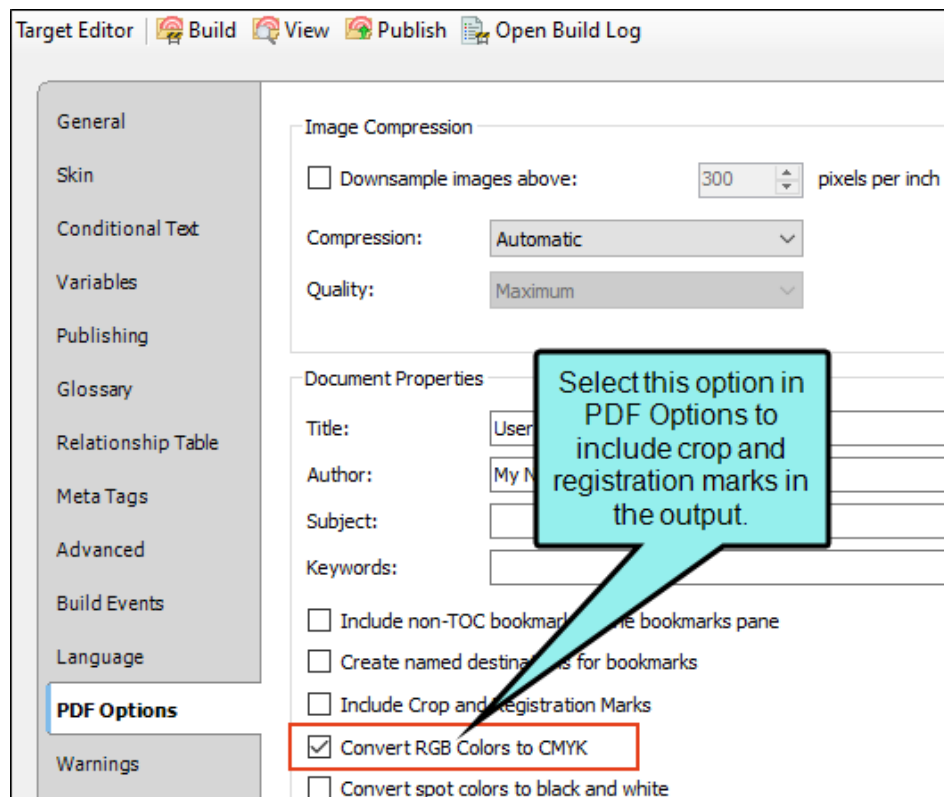 Target Editor Build View Publish Open Build Log
General
Skin
Conditional Text
Variables
Publishing
Glossary
Relationship Table
Meta Tags
Advanced
Build Events
Language
PDF Options
Warnings
Image Compression
Downsample images above: 300 pixels per inch
Compression: Automatic
Quality: Maximum
Document Properties
Title: User
Author: My
Subject:
Keywords:
Select this option in
PDF Options to
include crop and
registration marks in
the output.
Include non-TOC bookmarks bookmarks pane
Create named destinations for bookmarks
Include Crop and Registration Marks
Convert RGB Colors to CMYK
Convert spot colors to black and white